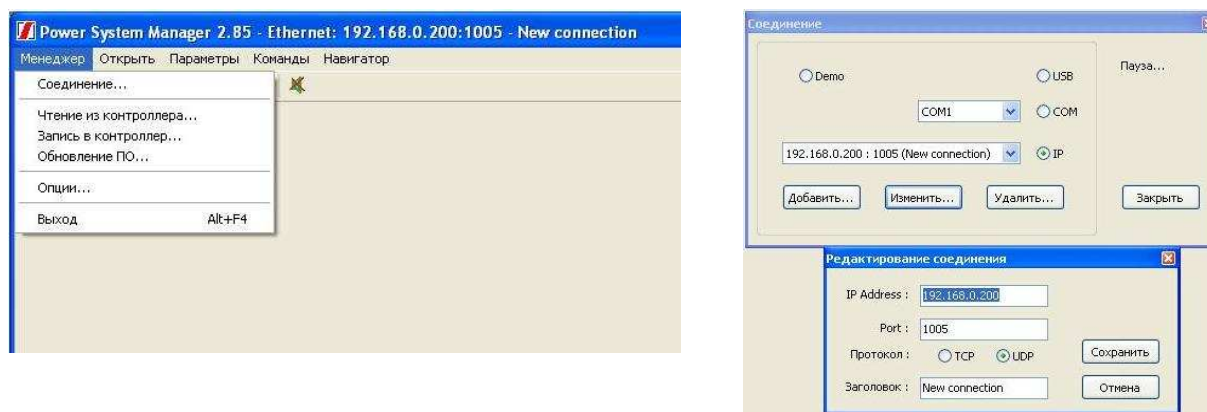 Power System Manager 2.85 - Ethernet: 192.168.0.200:1005 - New connection
Менеджер Открыть Параметры Команды Навигатор
Соединение...
Чтение из контроллера...
Запись в контроллер...
Обновление ПО...
Опции...
Выход Alt+F4
Соединение
Demo USB Пауза...
COM1 COM
192.168.0.200 : 1005 (New connection) IP
Добавить... Изменить... Удалить... Закрыть
Редактирование соединения
IP Address : 192.168.0.200
Port : 1005
Протокол : TCP UDP Сохранить
Заголовок : New connection Отмена